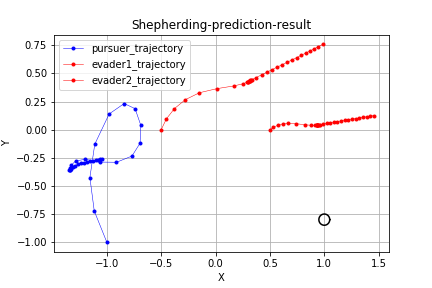 Shepherding-prediction-result
pursuer_trajectory
evader1_trajectory
evader2_trajectory
Y
0.75
0.50
0.25
0.00
−0.25
−0.50
−0.75
−1.00
−1.0 −0.5 0.0 0.5 1.0 1.5
X